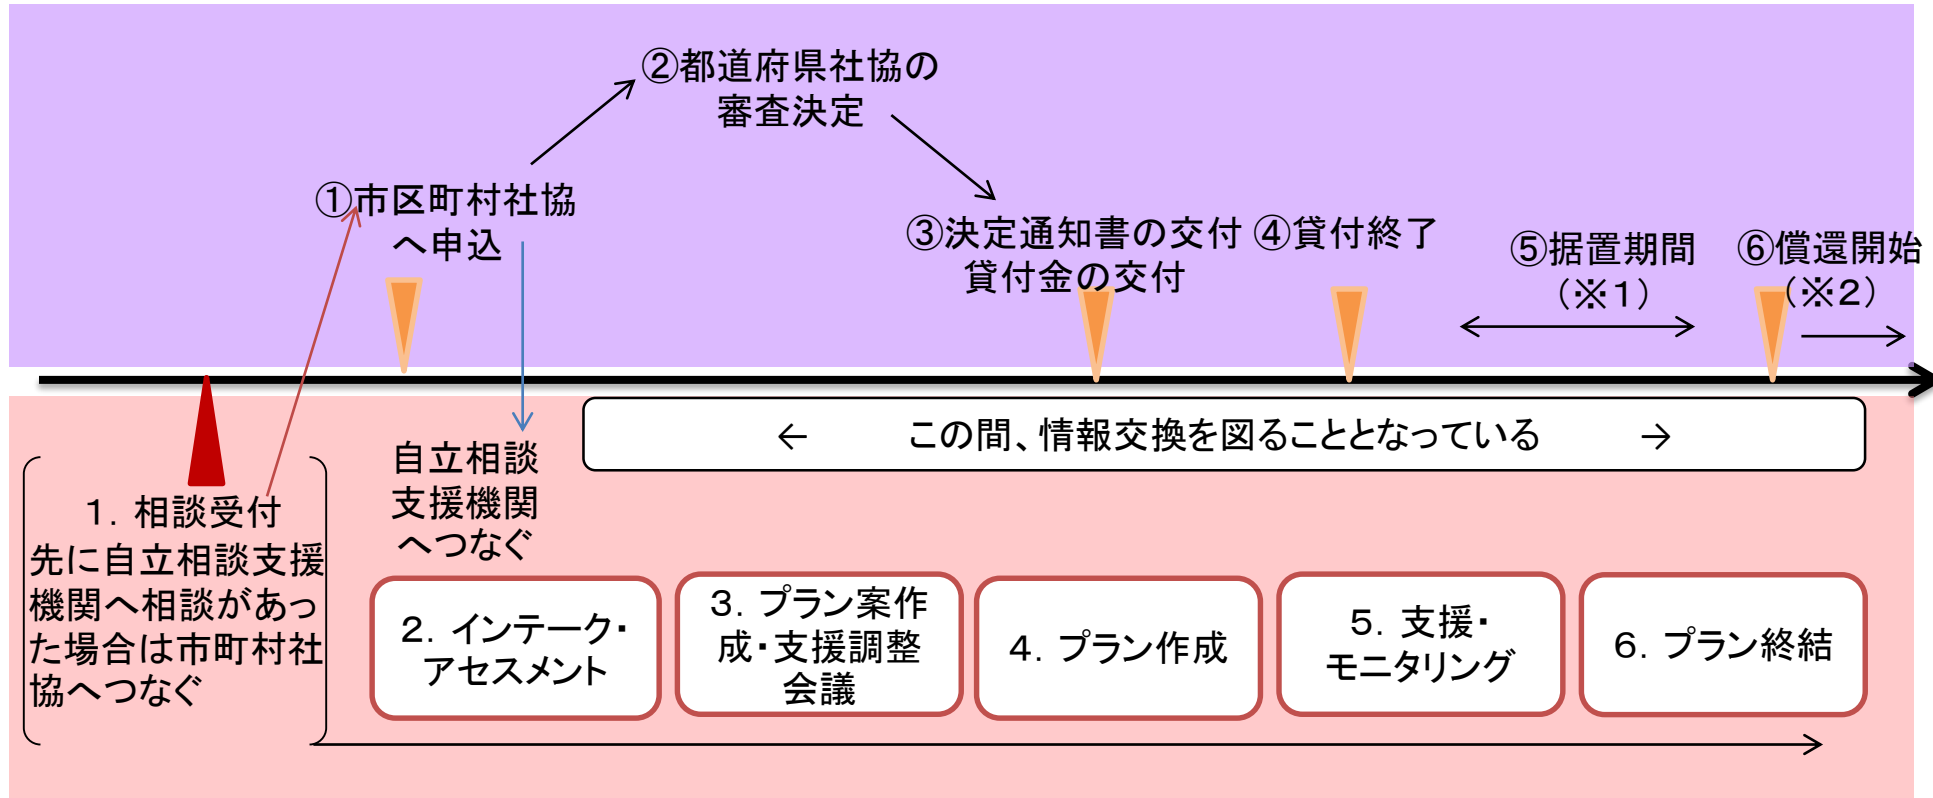 ②都道府県社協の
審査決定
①市区町村社協
へ申込
③決定通知書の交付
貸付金の交付
④貸付終了
⑤据置期間
（※１）
⑥償還開始
（※２）
← この間、情報交換を図ることとなっている →
自立相談
支援機関
へつなぐ
１．相談受付
先に自立相談支援
機関へ相談があっ
た場合は市町村社
協へつなぐ
２．インテーク・
アセスメント
３．プラン案作
成・支援調整
会議
４．プラン作成
５．支援・
モニタリング
６．プラン終結